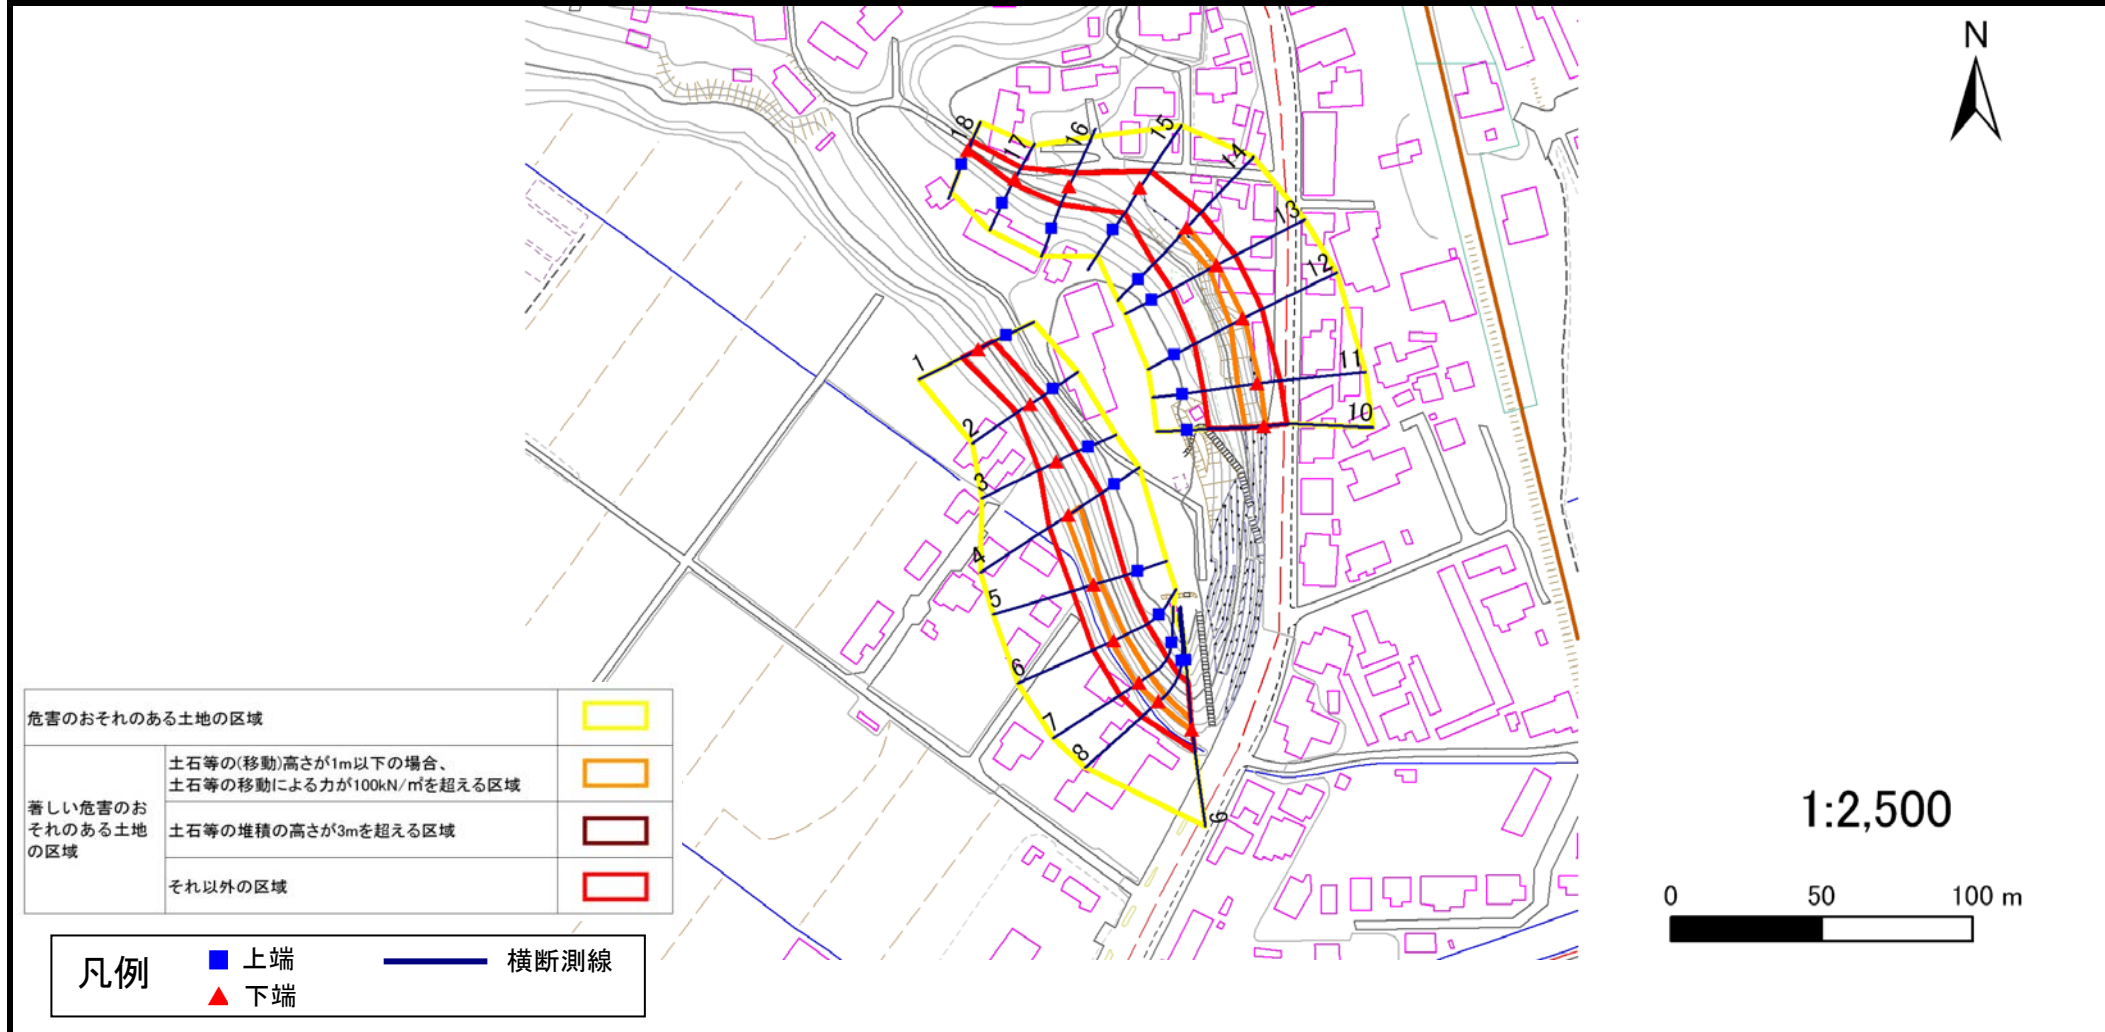 N
18
17
16
15
14
13
12
11
10
1
2
3
4
5
6
7
8
9
危害のおそれのある土地の区域
著しい危害のお
それのある土地
の区域
土石等の(移動)高さが1m以下の場合、
土石等の移動による力が100kN/㎡を超える区域
土石等の堆積の高さが3mを超える区域
それ以外の区域
凡例
上端
下端
横断測線
1:2,500
0 50 100 m